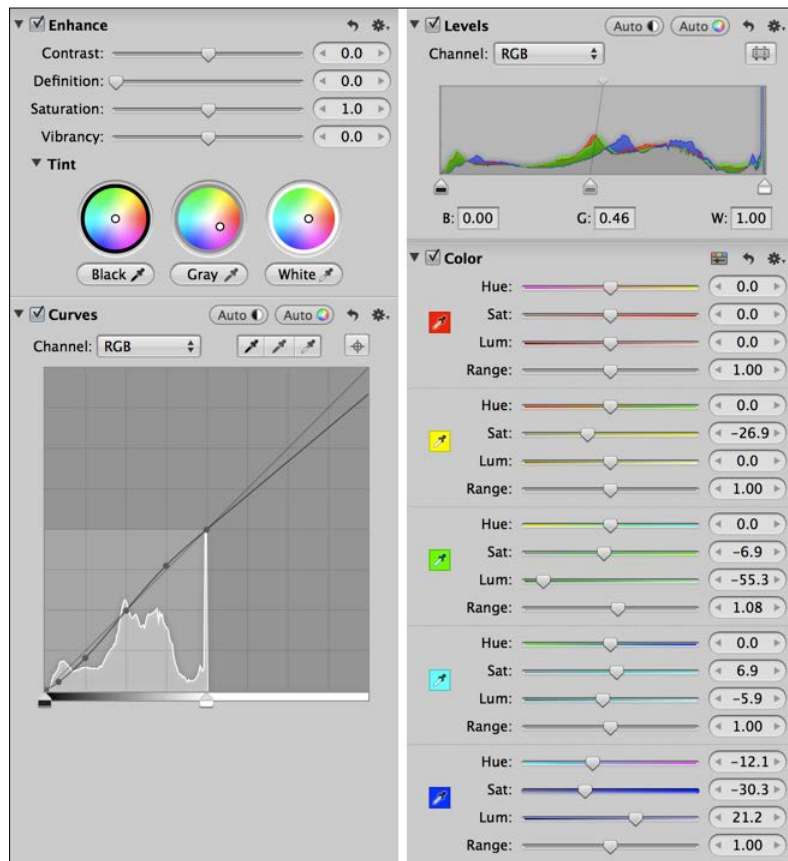 Enhance
Contrast: 0.0
Definition: 0.0
Saturation: 1.0
Vibrancy: 0.0
Tint
Black Gray White
Curves Auto Auto
Channel: RGB
Levels Auto Auto
Channel: RGB
B: 0.00 G: 0.46 W: 1.00
Color
Hue: 0.0
Sat: 0.0
Lum: 0.0
Range: 1.00
Hue: 0.0
Sat: -26.9
Lum: 0.0
Range: 1.00
Hue: 0.0
Sat: -6.9
Lum: -55.3
Range: 1.08
Hue: 0.0
Sat: 6.9
Lum: -5.9
Range: 1.00
Hue: -12.1
Sat: -30.3
Lum: 21.2
Range: 1.00